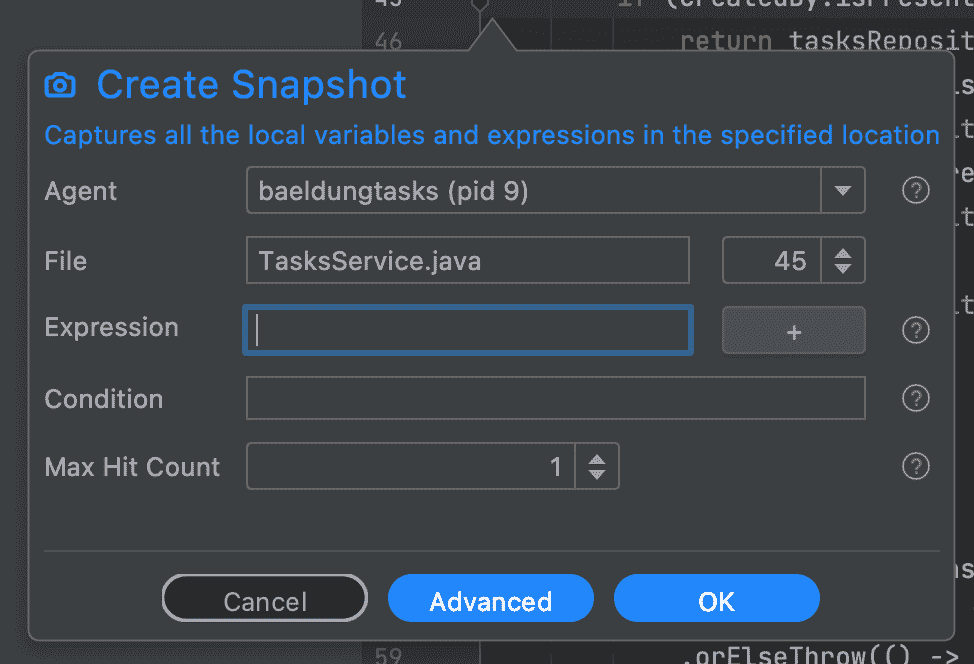 46
return tasksReposit
Create Snapshot
Captures all the local variables and expressions in the specified location
Agent
baeldungtasks (pid 9)
?
File
TasksService.java
45
Expression
+
?
Condition
?
Max Hit Count
1
?
Cancel
Advanced
OK
59
.orElseThrow(() ->